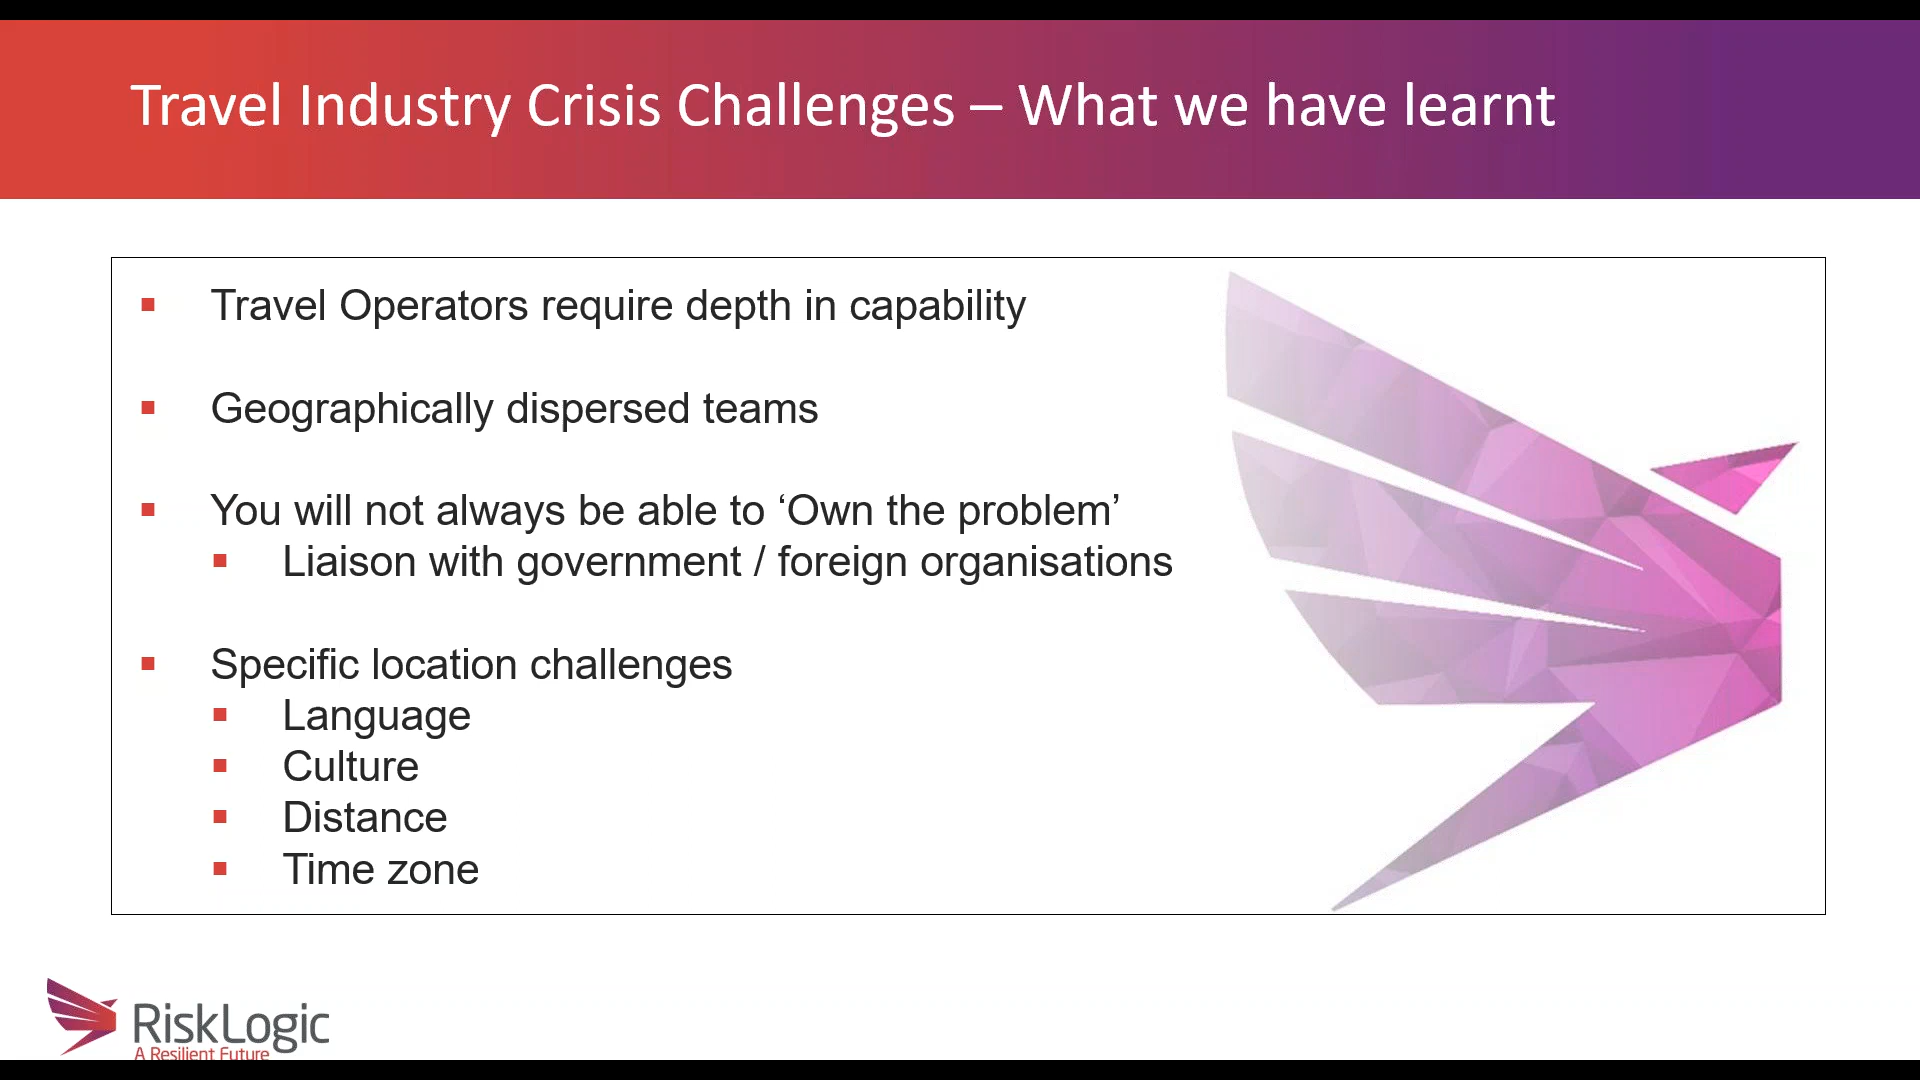 Travel Industry Crisis Challenges – What we have learnt
Travel Operators require depth in capability
Geographically dispersed teams
You will not always be able to ‘Own the problem’
Liaison with government / foreign organisations
Specific location challenges
Language
Culture
Distance
Time zone
RiskLogic
A Resilient Future